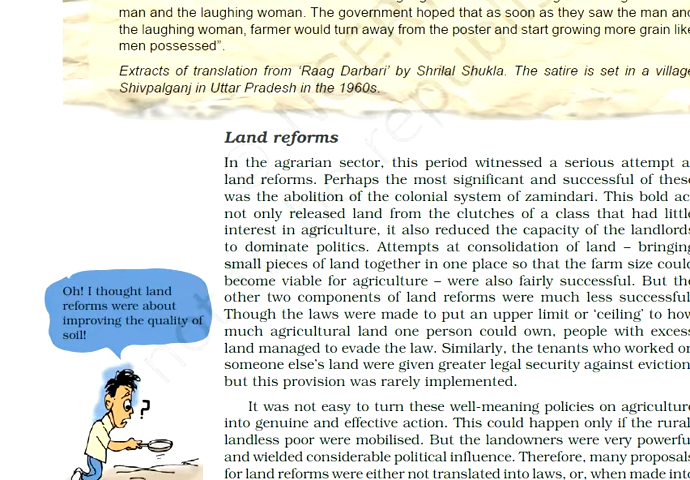 man and the laughing woman. The government hoped that as soon as they saw the man and
the laughing woman, farmer would turn away from the poster and start growing more grain like
men possessed”.
Extracts of translation from ‘Raag Darbari’ by Shrilal Shukla. The satire is set in a village
Shivpalganj in Uttar Pradesh in the 1960s.
Land reforms
In the agrarian sector, this period witnessed a serious attempt a
land reforms. Perhaps the most significant and successful of these
was the abolition of the colonial system of zamindari. This bold ac
not only released land from the clutches of a class that had little
interest in agriculture, it also reduced the capacity of the landlords
to dominate politics. Attempts at consolidation of land – bringing
small pieces of land together in one place so that the farm size could
become viable for agriculture – were also fairly successful. But the
other two components of land reforms were much less successful
Though the laws were made to put an upper limit or ‘ceiling’ to how
much agricultural land one person could own, people with excess
land managed to evade the law. Similarly, the tenants who worked on
someone else’s land were given greater legal security against eviction
but this provision was rarely implemented.
It was not easy to turn these well-meaning policies on agriculture
into genuine and effective action. This could happen only if the rural
landless poor were mobilised. But the landowners were very powerfu
and wielded considerable political influence. Therefore, many proposals
for land reforms were either not translated into laws, or, when made into
Oh! I thought land
reforms were about
improving the quality of
soil!
?